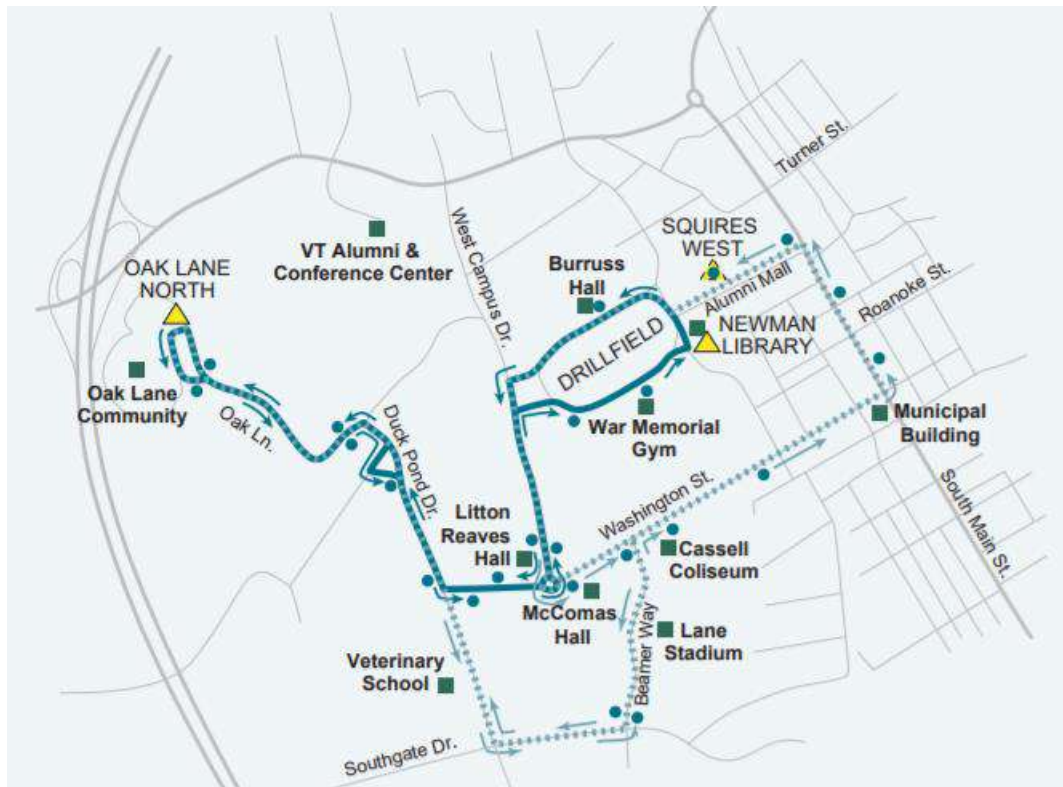 Turner St.
SQUIRES
WEST
West Campus Dr.
VT Alumni &
Conference Center
OAK LANE
NORTH
Burruss
Hall
Alumni Mall
Roanoke St.
DRILLFIELD
NEWMAN
LIBRARY
Oak Lane
Community
Oak Ln.
Duck Pond Dr.
War Memorial
Gym
Municipal
Building
Washington St.
South Main St.
Litton
Reaves
Hall
Cassell
Coliseum
McComas
Hall
Beamer Way
Lane
Stadium
Veterinary
School
Southgate Dr.